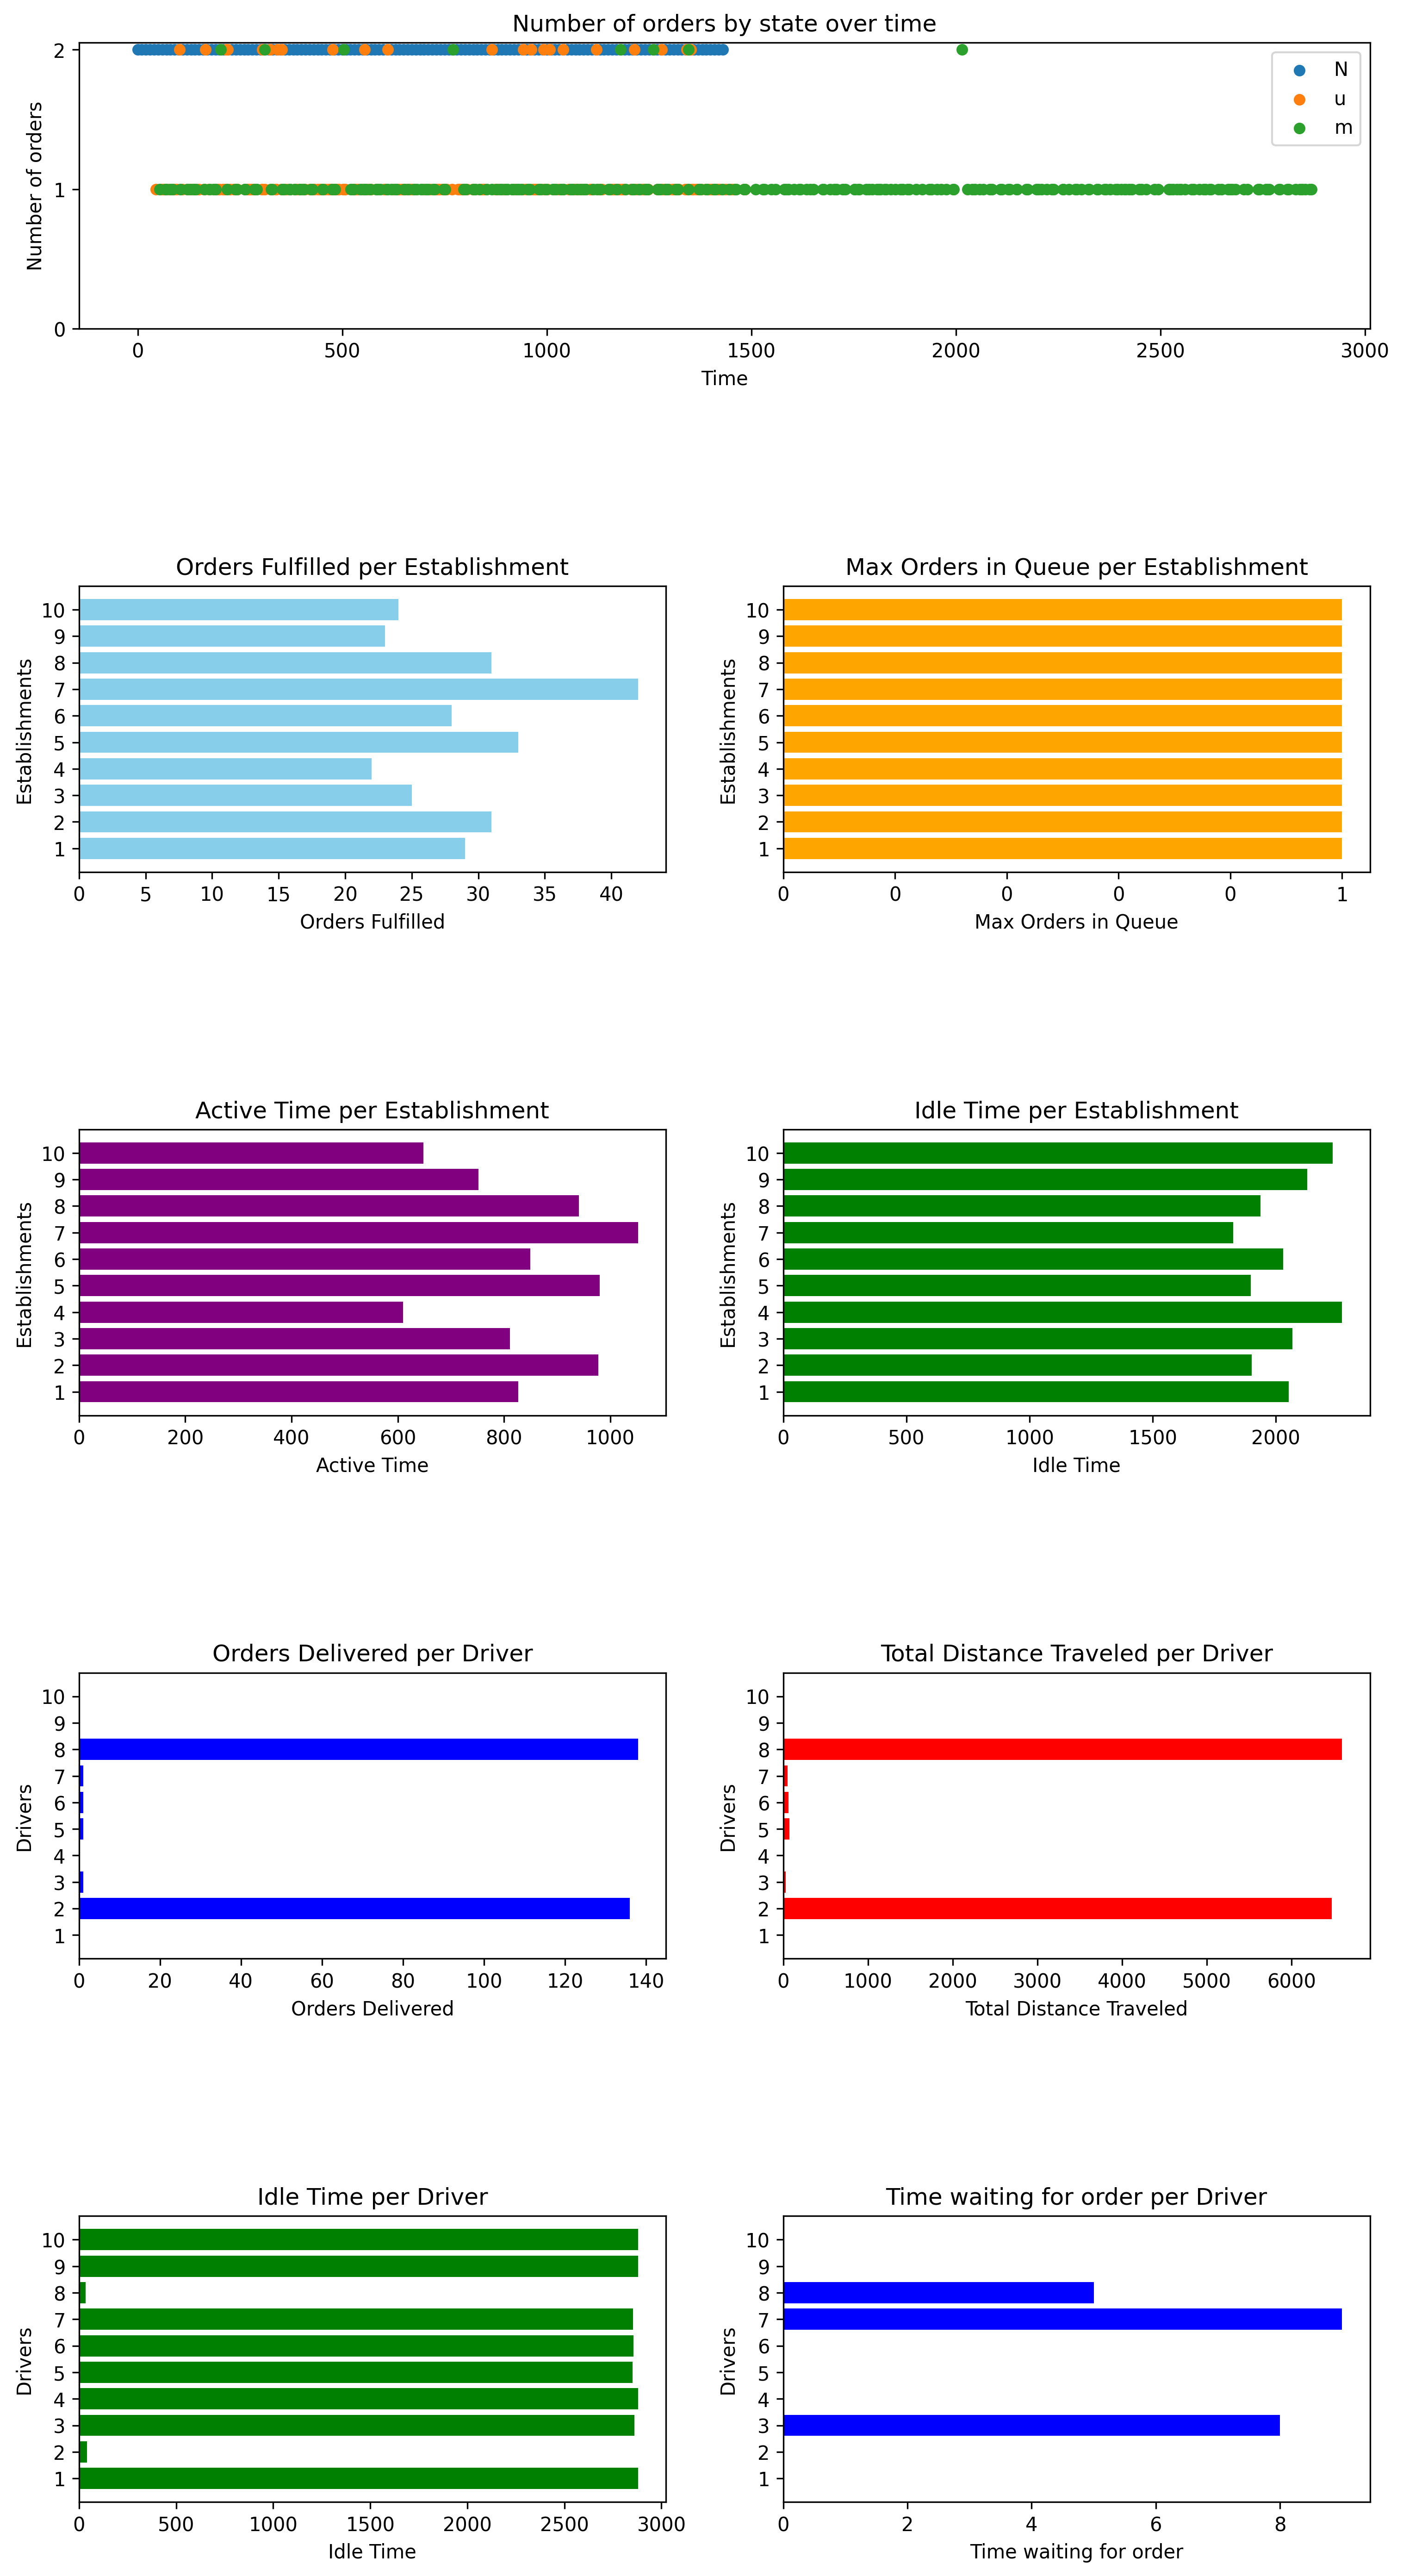 Number of orders by state over time
Number of orders
2
1
0
N
u
m
0 500 1000 1500 2000 2500 3000
Time
Orders Fulfilled per Establishment
Establishments
10
9
8
7
6
5
4
3
2
1
0 5 10 15 20 25 30 35 40
Orders Fulfilled
Max Orders in Queue per Establishment
Establishments
10
9
8
7
6
5
4
3
2
1
0 0 0 0 0 1
Max Orders in Queue
Active Time per Establishment
Establishments
10
9
8
7
6
5
4
3
2
1
0 200 400 600 800 1000
Active Time
Idle Time per Establishment
Establishments
10
9
8
7
6
5
4
3
2
1
0 500 1000 1500 2000
Idle Time
Orders Delivered per Driver
Drivers
10
9
8
7
6
5
4
3
2
1
0 20 40 60 80 100 120 140
Orders Delivered
Total Distance Traveled per Driver
Drivers
10
9
8
7
6
5
4
3
2
1
0 1000 2000 3000 4000 5000 6000
Total Distance Traveled
Idle Time per Driver
Drivers
10
9
8
7
6
5
4
3
2
1
0 500 1000 1500 2000 2500 3000
Idle Time
Time waiting for order per Driver
Drivers
10
9
8
7
6
5
4
3
2
1
0 2 4 6 8
Time waiting for order